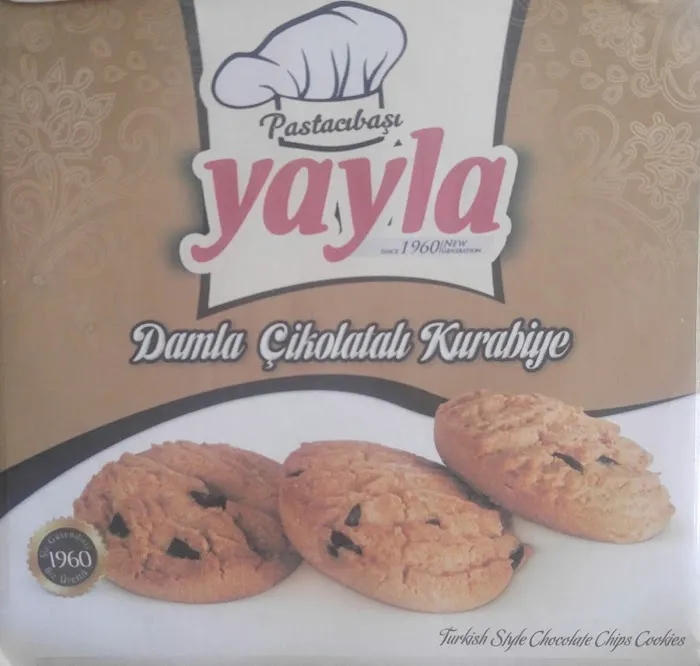 Pastacıbaşı
yayla
SINCE 1960 NEW GENERATION
Damla Çikolatalı Kurabiye
1960
Turkish Style Chocolate Chips Cookies